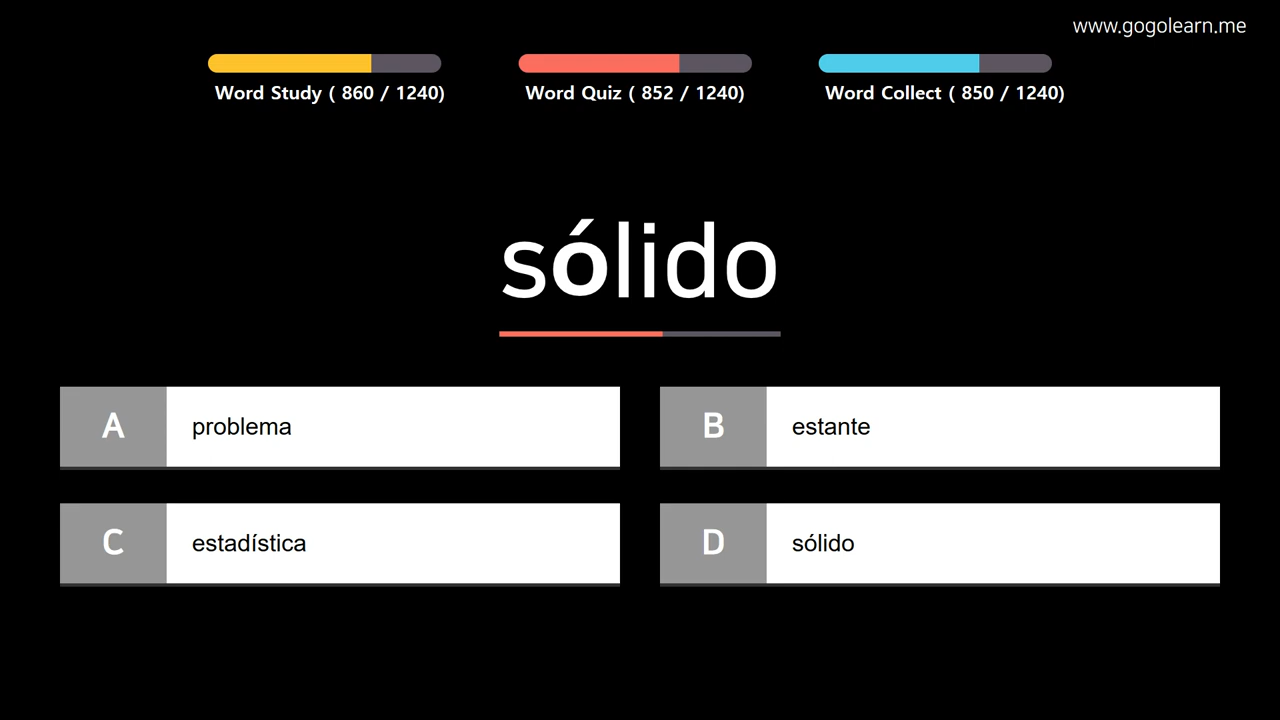 www.gogolearn.me
Word Study ( 860 / 1240)
Word Quiz ( 852 / 1240)
Word Collect ( 850 / 1240)
sólido
A problema
B estante
C estadística
D sólido